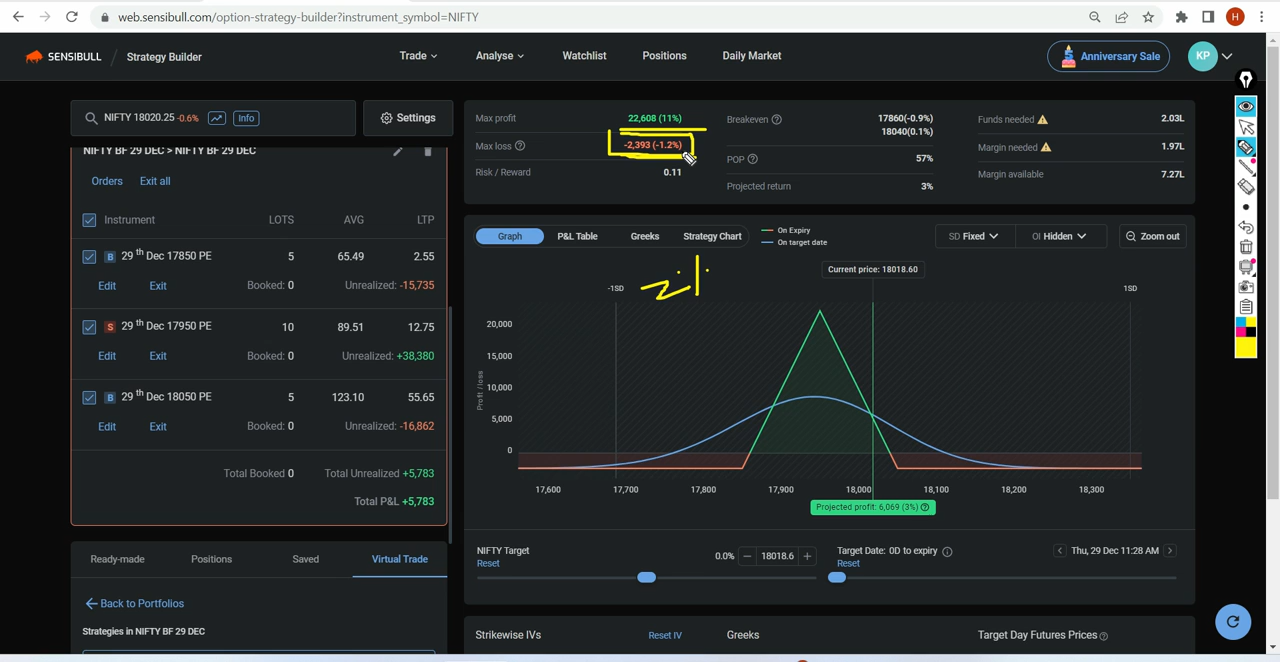 web.sensibull.com/option-strategy-builder?instrument_symbol=NIFTY
H
SENSIBULL / Strategy Builder
Trade
Analyse
Watchlist
Positions
Daily Market
Anniversary Sale
KP
NIFTY 18020.25 -0.6% Info
Settings
NIFTY BF 29 DEC > NIFTY BF 29 DEC
Orders Exit all
Instrument LOTS AVG LTP
B 29th Dec 17850 PE 5 65.49 2.55
Edit Exit Booked: 0 Unrealized: -15,735
S 29th Dec 17950 PE 10 89.51 12.75
Edit Exit Booked: 0 Unrealized: +38,380
B 29th Dec 18050 PE 5 123.10 55.65
Edit Exit Booked: 0 Unrealized: -16,862
Total Booked 0 Total Unrealized +5,783
Total P&L +5,783
Ready-made Positions Saved Virtual Trade
Back to Portfolios
Strategies in NIFTY BF 29 DEC
Max profit 22,608 (11%)
Max loss -2,393 (-1.2%)
Risk / Reward 0.11
Breakeven 17860(-0.9%)
18040(0.1%)
POP 57%
Projected return 3%
Funds needed 2.03L
Margin needed 1.97L
Margin available 7.27L
Graph P&L Table Greeks Strategy Chart
On Expiry
On target date
SD Fixed
OI Hidden
Zoom out
Current price: 18018.60
-1SD
1SD
Profit / loss
20,000
15,000
10,000
5,000
0
17,600 17,700 17,800 17,900 18,000 18,100 18,200 18,300
Projected profit: 6,069 (3%)
NIFTY Target
Reset
0.0% − 18018.6 +
Target Date: 0D to expiry
Reset
Thu, 29 Dec 11:28 AM
Strikewise IVs Reset IV
Greeks
Target Day Futures Prices